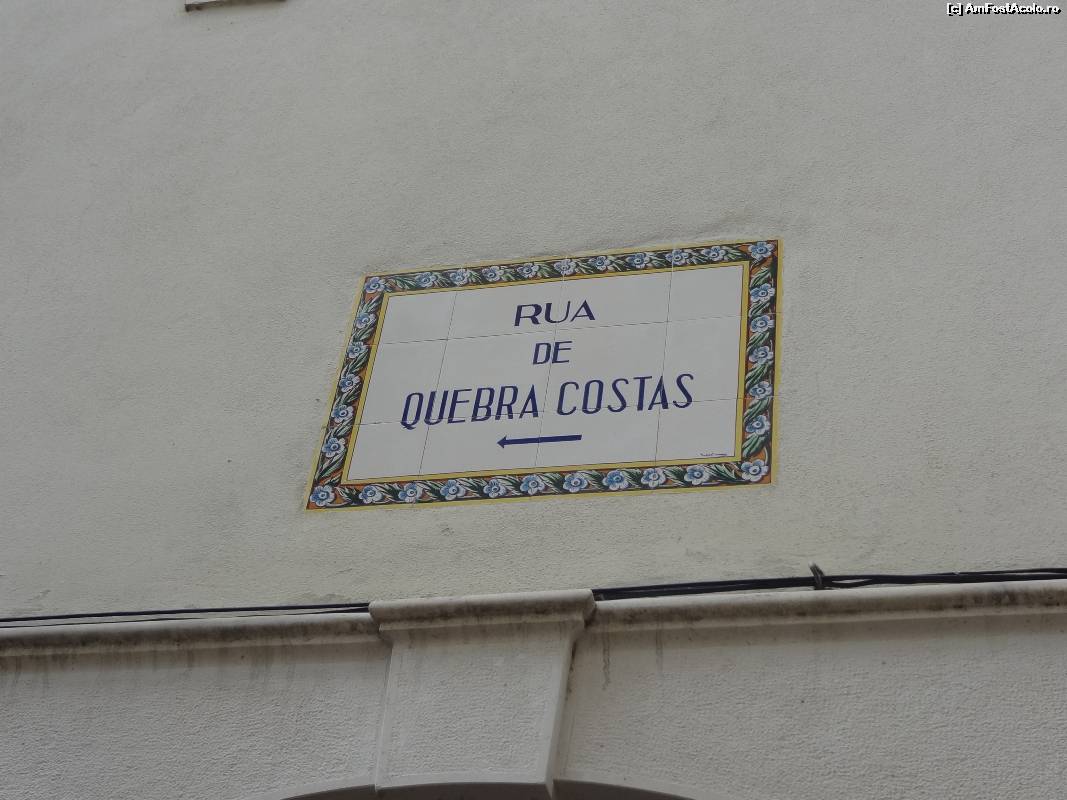 [c] AmFostAcolo.ro
RUA
DE
QUEBRA COSTAS